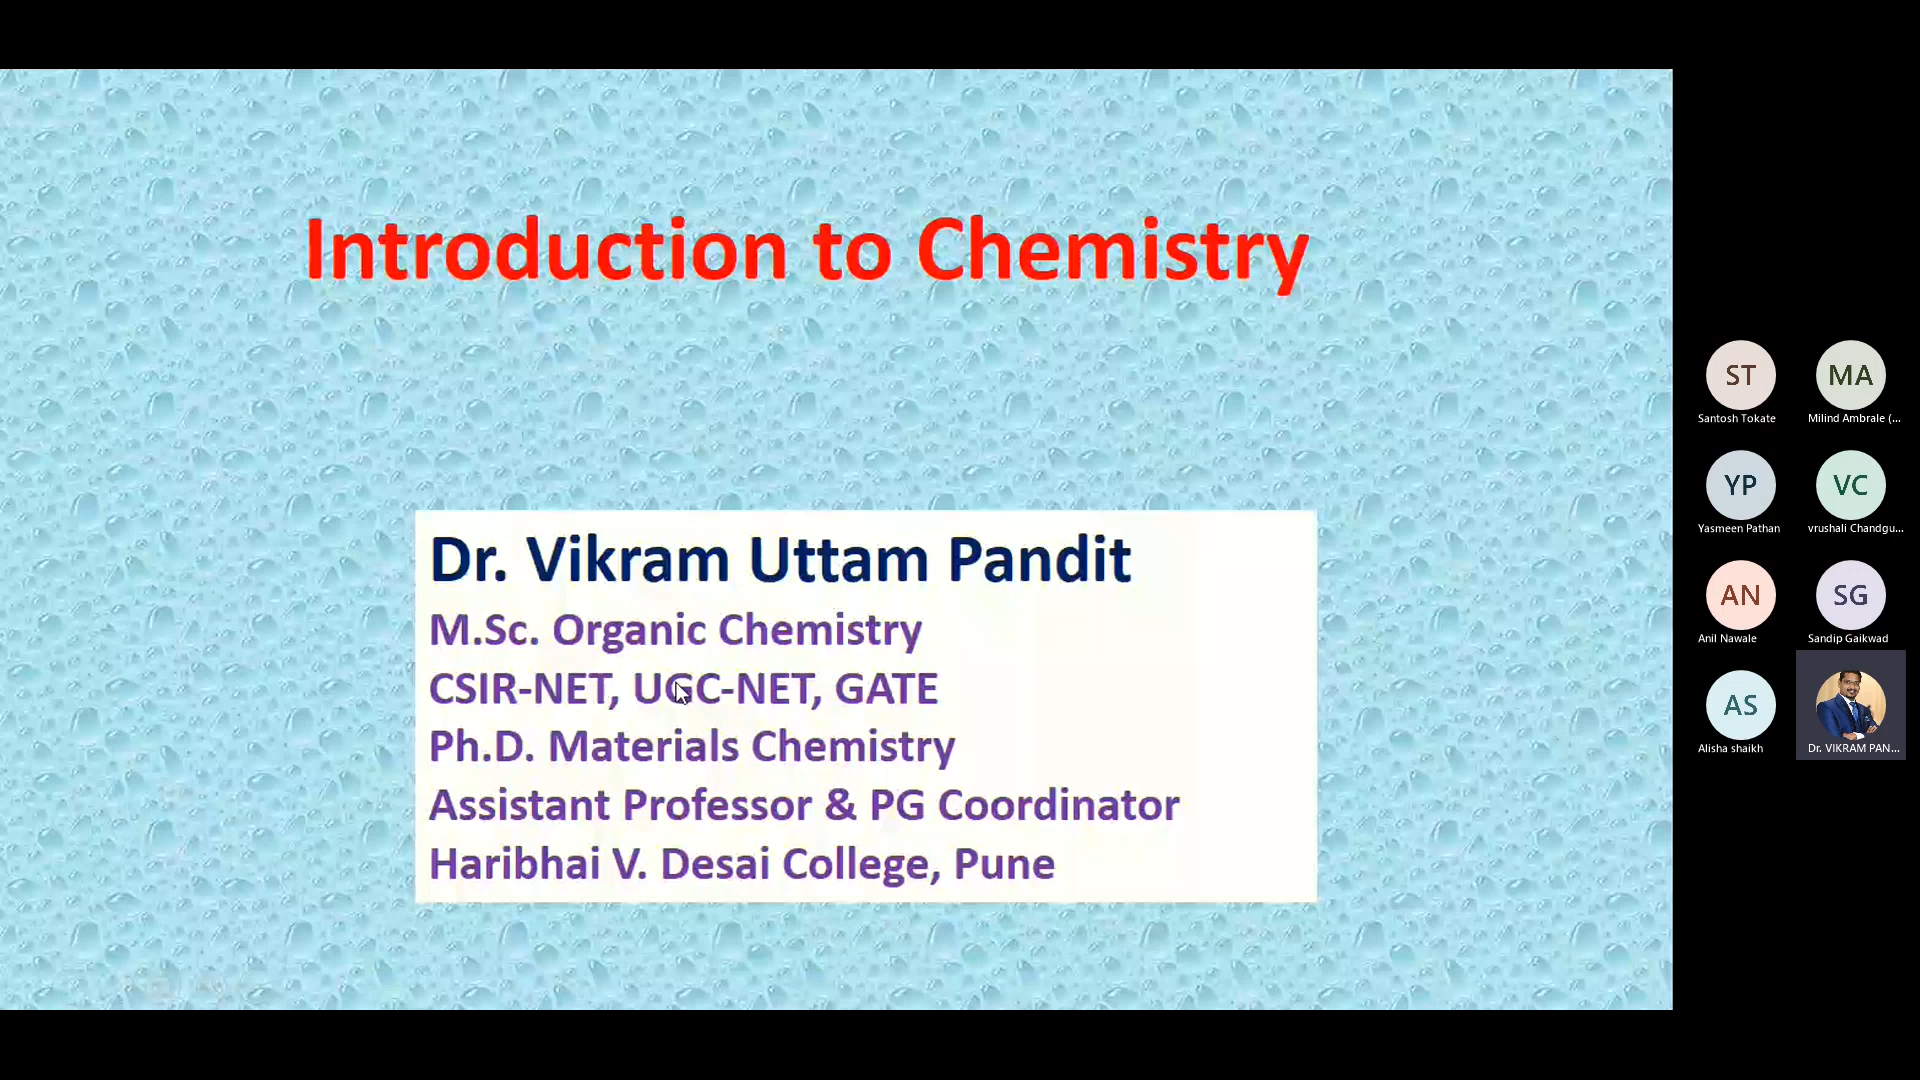 Introduction to Chemistry
Dr. Vikram Uttam Pandit
M.Sc. Organic Chemistry
CSIR-NET, UGC-NET, GATE
Ph.D. Materials Chemistry
Assistant Professor & PG Coordinator
Haribhai V. Desai College, Pune
ST
MA
Santosh Tokate
Milind Ambrale (...
YP
VC
Yasmeen Pathan
vrushali Chandgu...
AN
SG
Anil Nawale
Sandip Gaikwad
AS
Alisha shaikh
Dr. VIKRAM PAN...